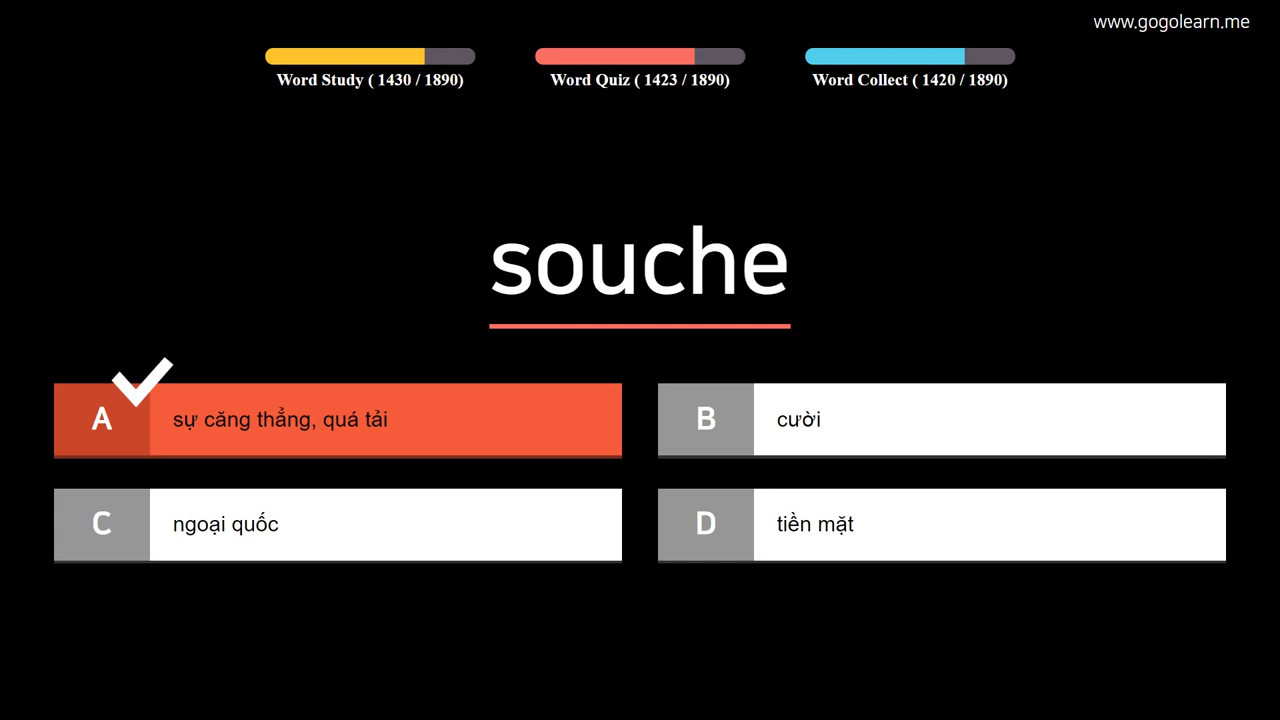 www.gogolearn.me
Word Study ( 1430 / 1890)
Word Quiz ( 1423 / 1890)
Word Collect ( 1420 / 1890)
souche
A sự căng thẳng, quá tải
B cười
C ngoại quốc
D tiền mặt